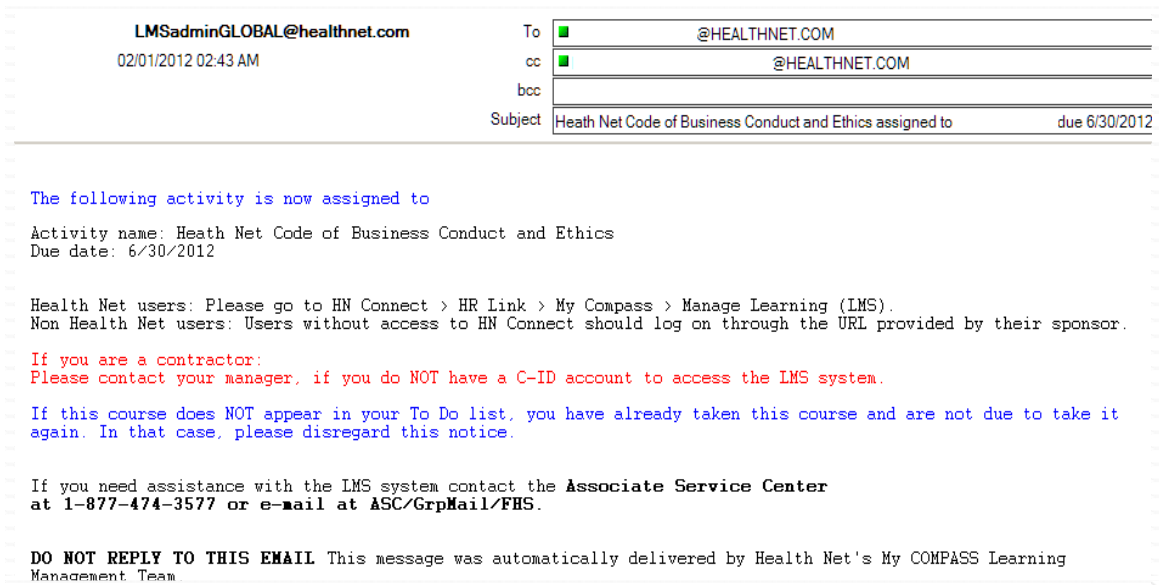 LMSadminGLOBAL@healthnet.com
02/01/2012 02:43 AM
To @HEALTHNET.COM
cc @HEALTHNET.COM
bcc
Subject Heath Net Code of Business Conduct and Ethics assigned to due 6/30/2012
The following activity is now assigned to
Activity name: Heath Net Code of Business Conduct and Ethics
Due date: 6/30/2012
Health Net users: Please go to HN Connect > HR Link > My Compass > Manage Learning (LMS).
Non Health Net users: Users without access to HN Connect should log on through the URL provided by their sponsor.
If you are a contractor:
Please contact your manager, if you do NOT have a C-ID account to access the LMS system.
If this course does NOT appear in your To Do list, you have already taken this course and are not due to take it
again. In that case, please disregard this notice.
If you need assistance with the LMS system contact the Associate Service Center
at 1-877-474-3577 or e-mail at ASC/GrpMail/FHS.
DO NOT REPLY TO THIS EMAIL This message was automatically delivered by Health Net's My COMPASS Learning
Management Team.